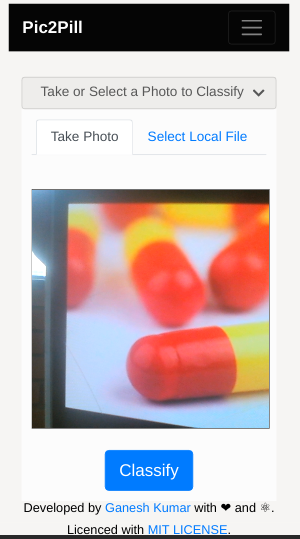 Pic2Pill
Take or Select a Photo to Classify
Take Photo Select Local File
Classify
Developed by Ganesh Kumar with ❤ and ⚛.
Licenced with MIT LICENSE.